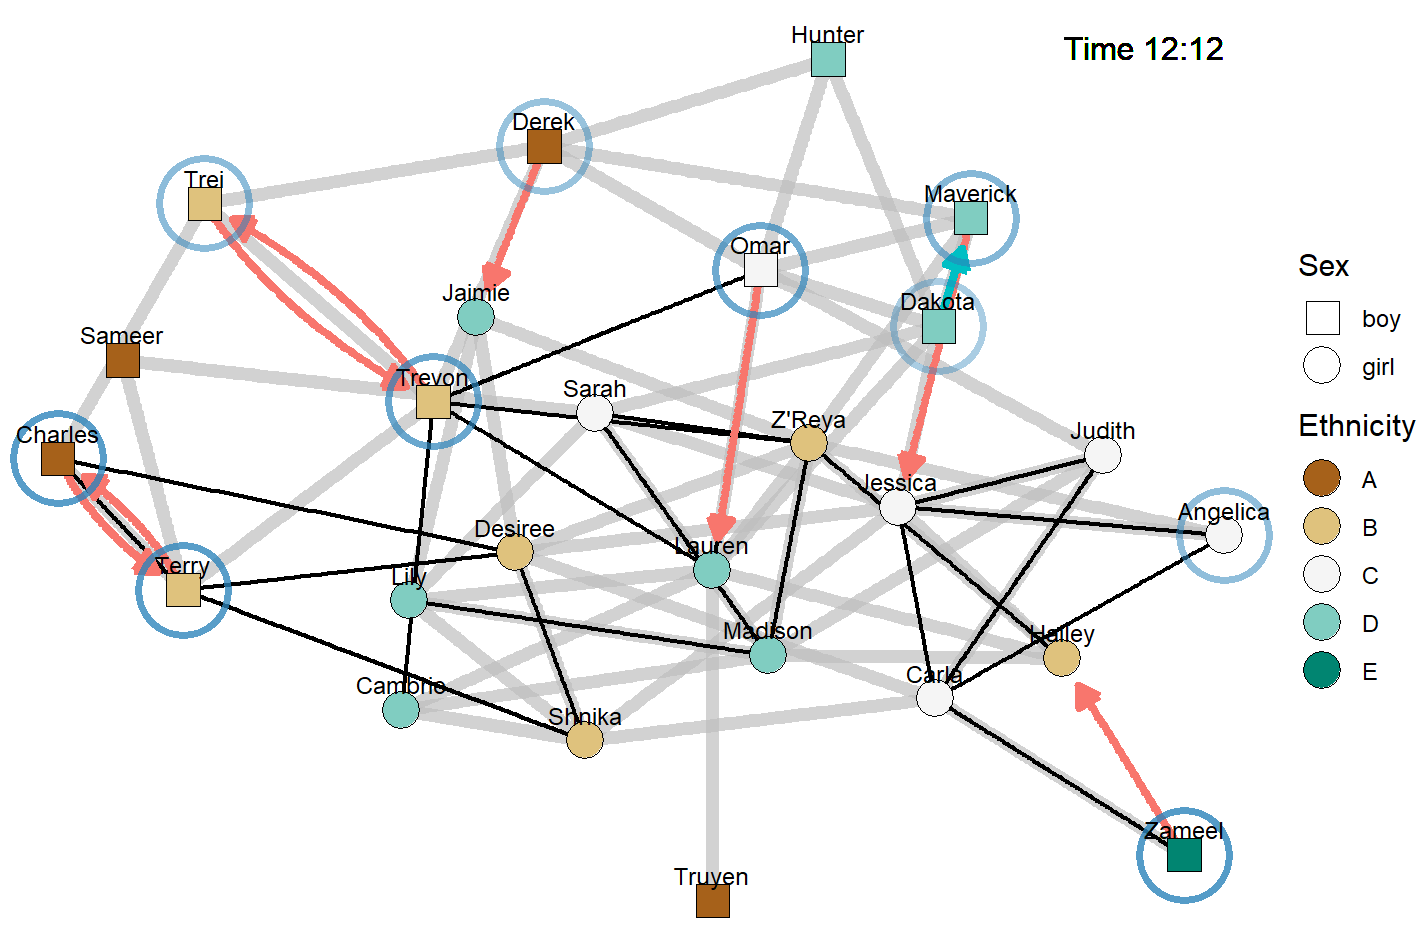 Hunter
Time 12:12
Derek
Trei
Maverick
Omar
Dakota
Jaimie
Sameer
Trevon
Sarah
Z'Reya
Charles
Judith
Jessica
Angelica
Desiree
Lauren
Terry
Lily
Madison
Hailey
Carla
Cambrie
Shnika
Zameel
Truyen
Sex
boy
girl
Ethnicity
A
B
C
D
E